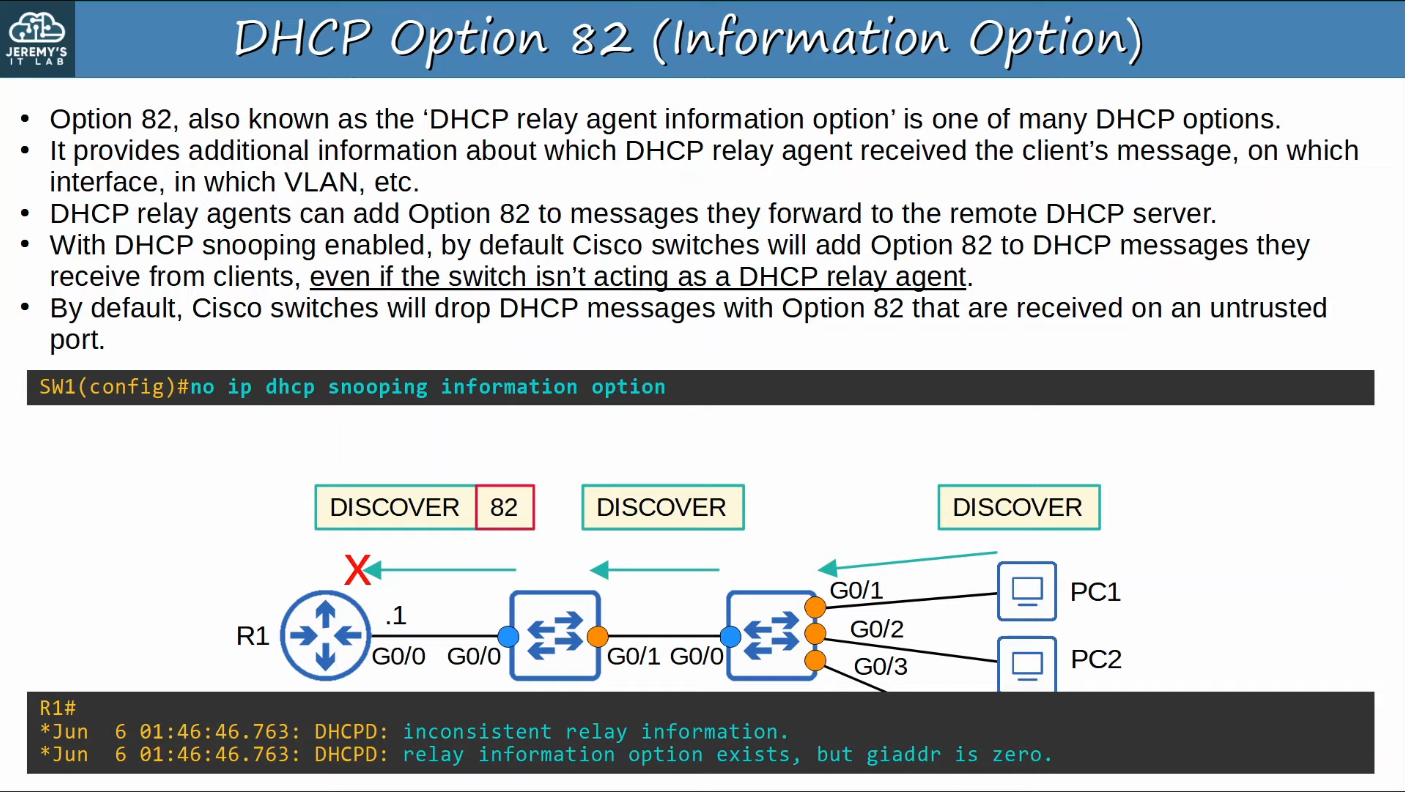 JEREMY'S
IT LAB
DHCP Option 82 (Information Option)
• Option 82, also known as the ‘DHCP relay agent information option’ is one of many DHCP options.
• It provides additional information about which DHCP relay agent received the client’s message, on which
interface, in which VLAN, etc.
• DHCP relay agents can add Option 82 to messages they forward to the remote DHCP server.
• With DHCP snooping enabled, by default Cisco switches will add Option 82 to DHCP messages they
receive from clients, even if the switch isn’t acting as a DHCP relay agent.
• By default, Cisco switches will drop DHCP messages with Option 82 that are received on an untrusted
port.
SW1(config)#no ip dhcp snooping information option
DISCOVER 82 DISCOVER DISCOVER
X
G0/1 PC1
R1 .1 G0/2
G0/0 G0/0 G0/1 G0/0 G0/3 PC2
R1#
*Jun  6 01:46:46.763: DHCPD: inconsistent relay information.
*Jun  6 01:46:46.763: DHCPD: relay information option exists, but giaddr is zero.